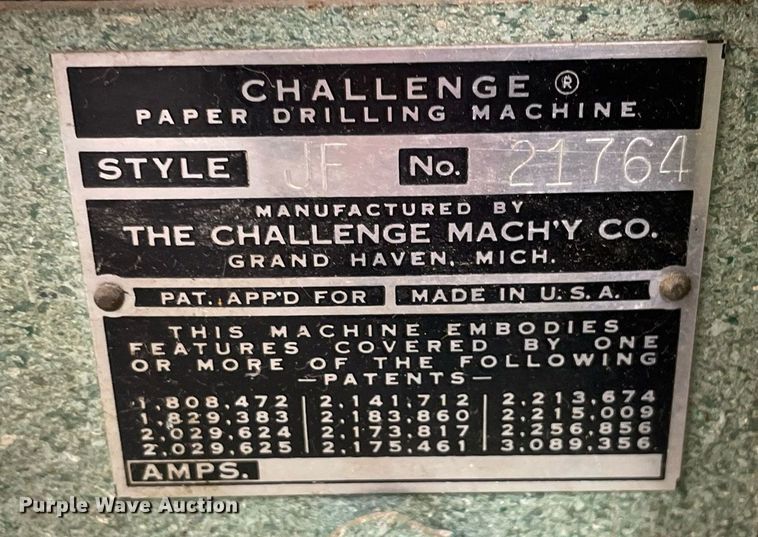 CHALLENGE ®
PAPER DRILLING MACHINE
STYLE JF No. 21764
MANUFACTURED BY
THE CHALLENGE MACH'Y CO.
GRAND HAVEN, MICH.
PAT. APP'D FOR MADE IN U.S.A.
THIS MACHINE EMBODIES
FEATURES COVERED BY ONE
OR MORE OF THE FOLLOWING
—PATENTS—
1,808,472 2,141,712 2,213,674
1,829,383 2,183,860 2,215,009
2,029,624 2,173,817 2,256,856
2,029,625 2,175,461 3,089,356
AMPS.
Purple Wave Auction